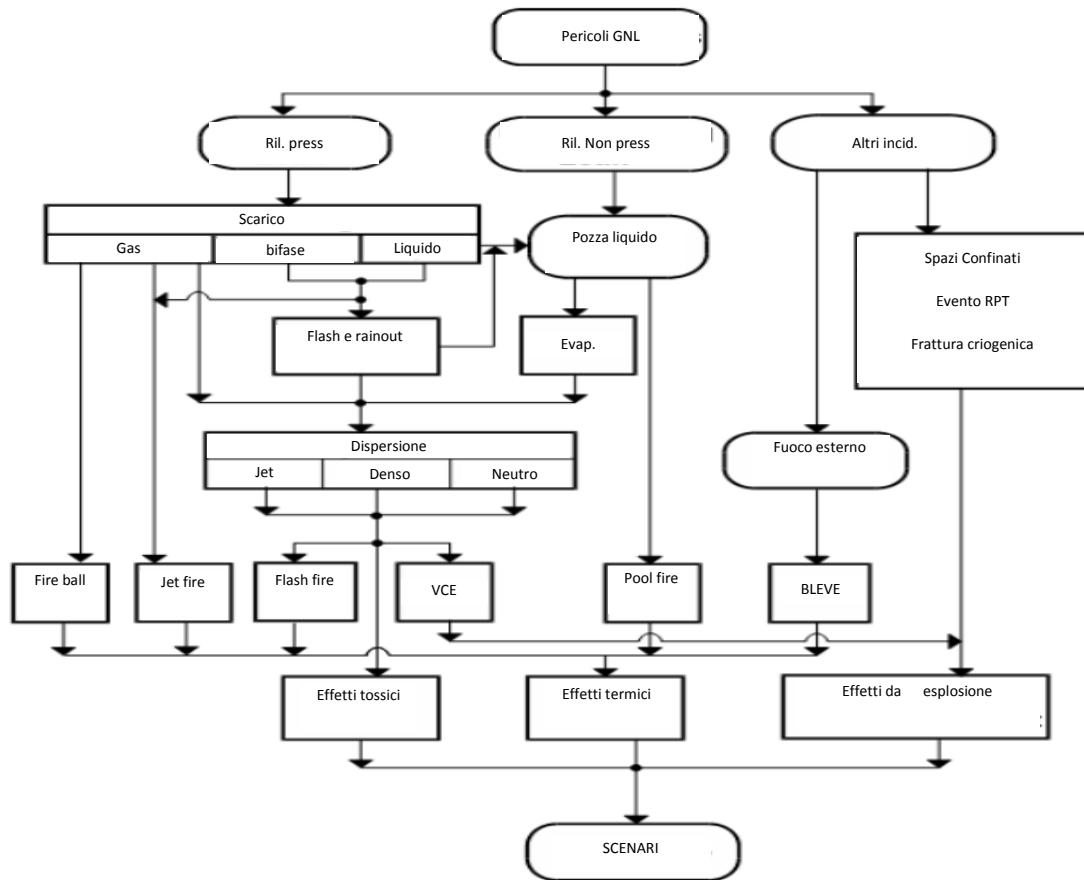 Pericoli GNL
Ril. press
Ril. Non press
Altri incid.
Scarico
Gas
bifase
Liquido
Pozza liquido
Spazi Confinati
Evento RPT
Frattura criogenica
Flash e rainout
Evap.
Dispersione
Jet
Denso
Neutro
Fuoco esterno
Fire ball
Jet fire
Flash fire
VCE
Pool fire
BLEVE
Effetti tossici
Effetti termici
Effetti da esplosione
SCENARI